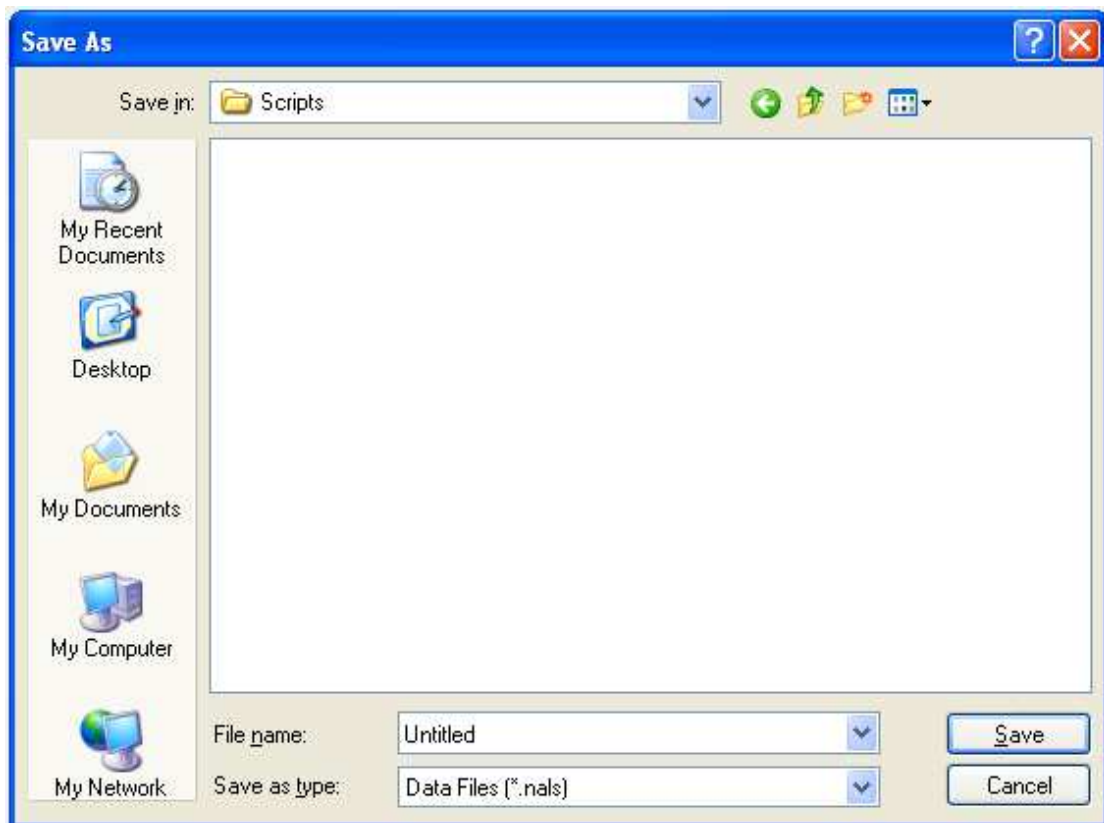 Save As
Save in: Scripts
My Recent
Documents
Desktop
My Documents
My Computer
My Network
File name: Untitled Save
Save as type: Data Files (*.nals) Cancel